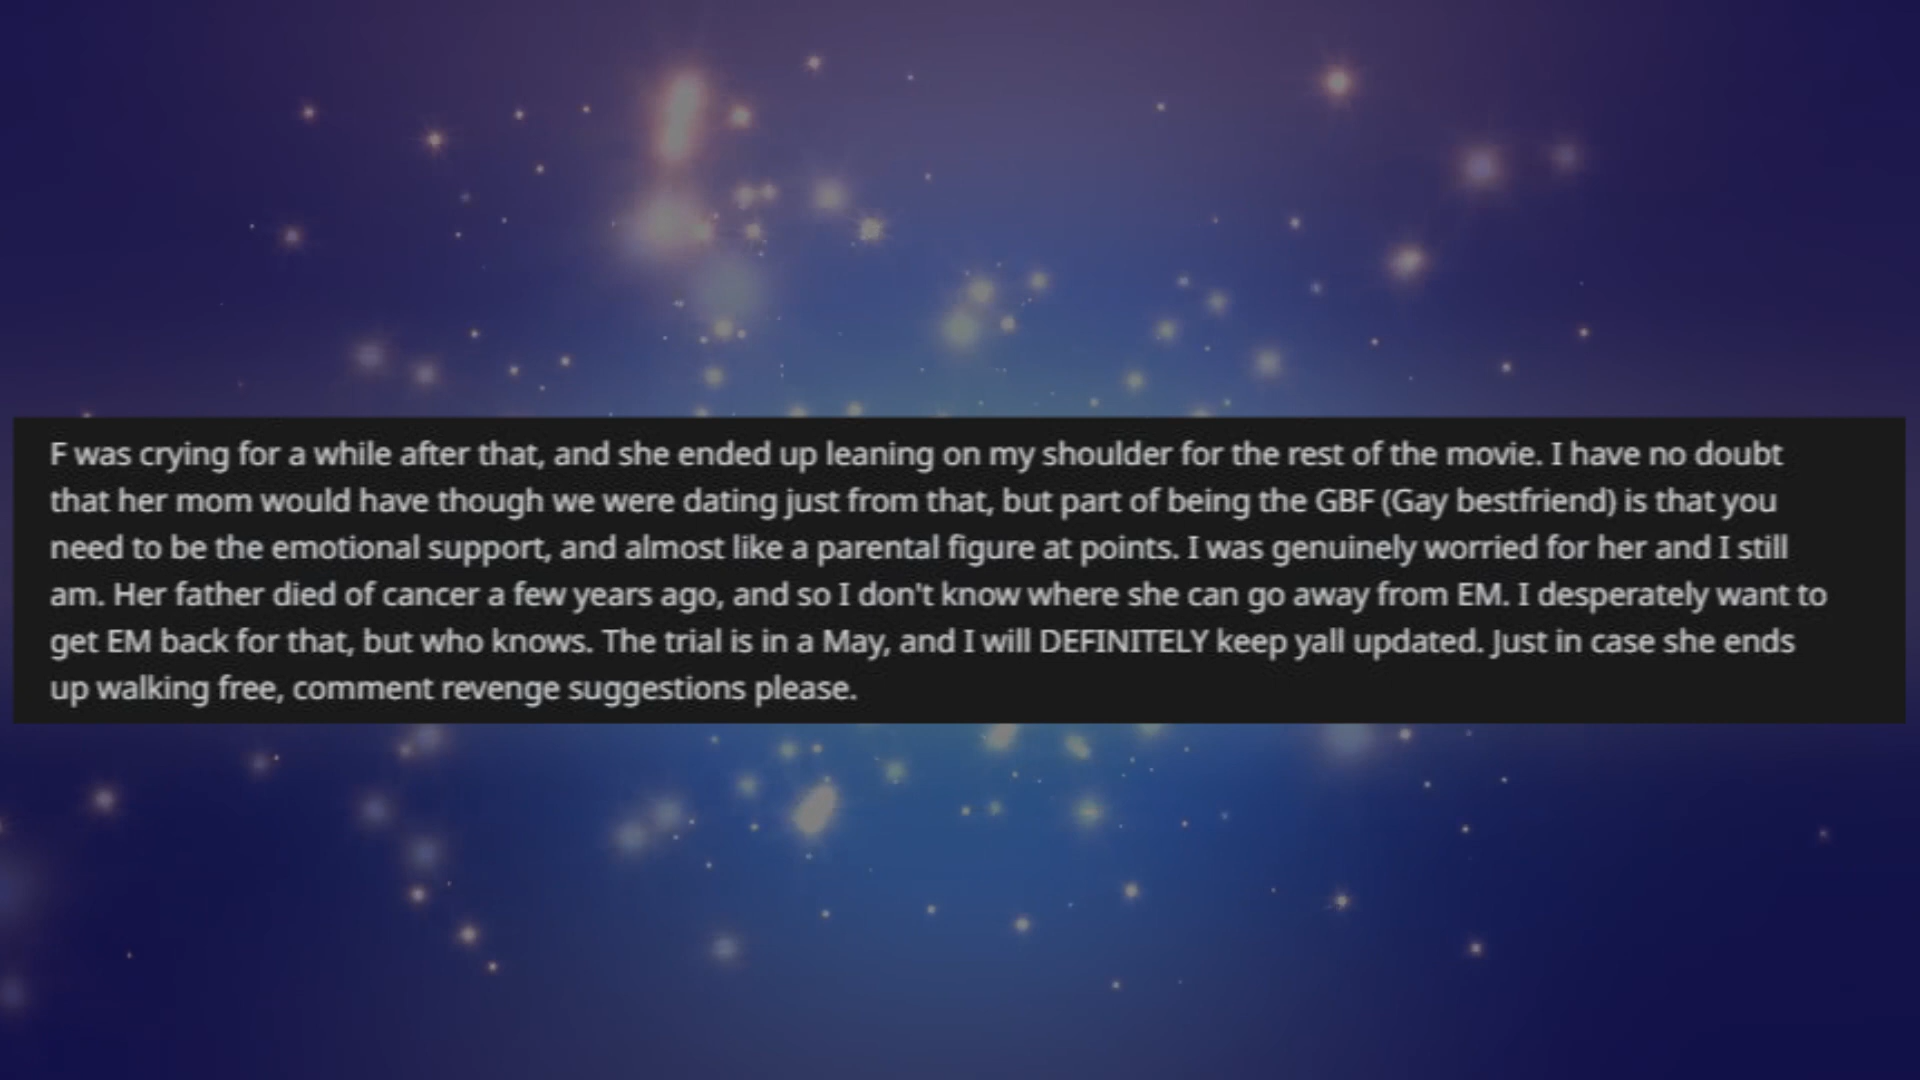 F was crying for a while after that, and she ended up leaning on my shoulder for the rest of the movie. I have no doubt
that her mom would have though we were dating just from that, but part of being the GBF (Gay bestfriend) is that you
need to be the emotional support, and almost like a parental figure at points. I was genuinely worried for her and I still
am. Her father died of cancer a few years ago, and so I don't know where she can go away from EM. I desperately want to
get EM back for that, but who knows. The trial is in a May, and I will DEFINITELY keep yall updated. Just in case she ends
up walking free, comment revenge suggestions please.